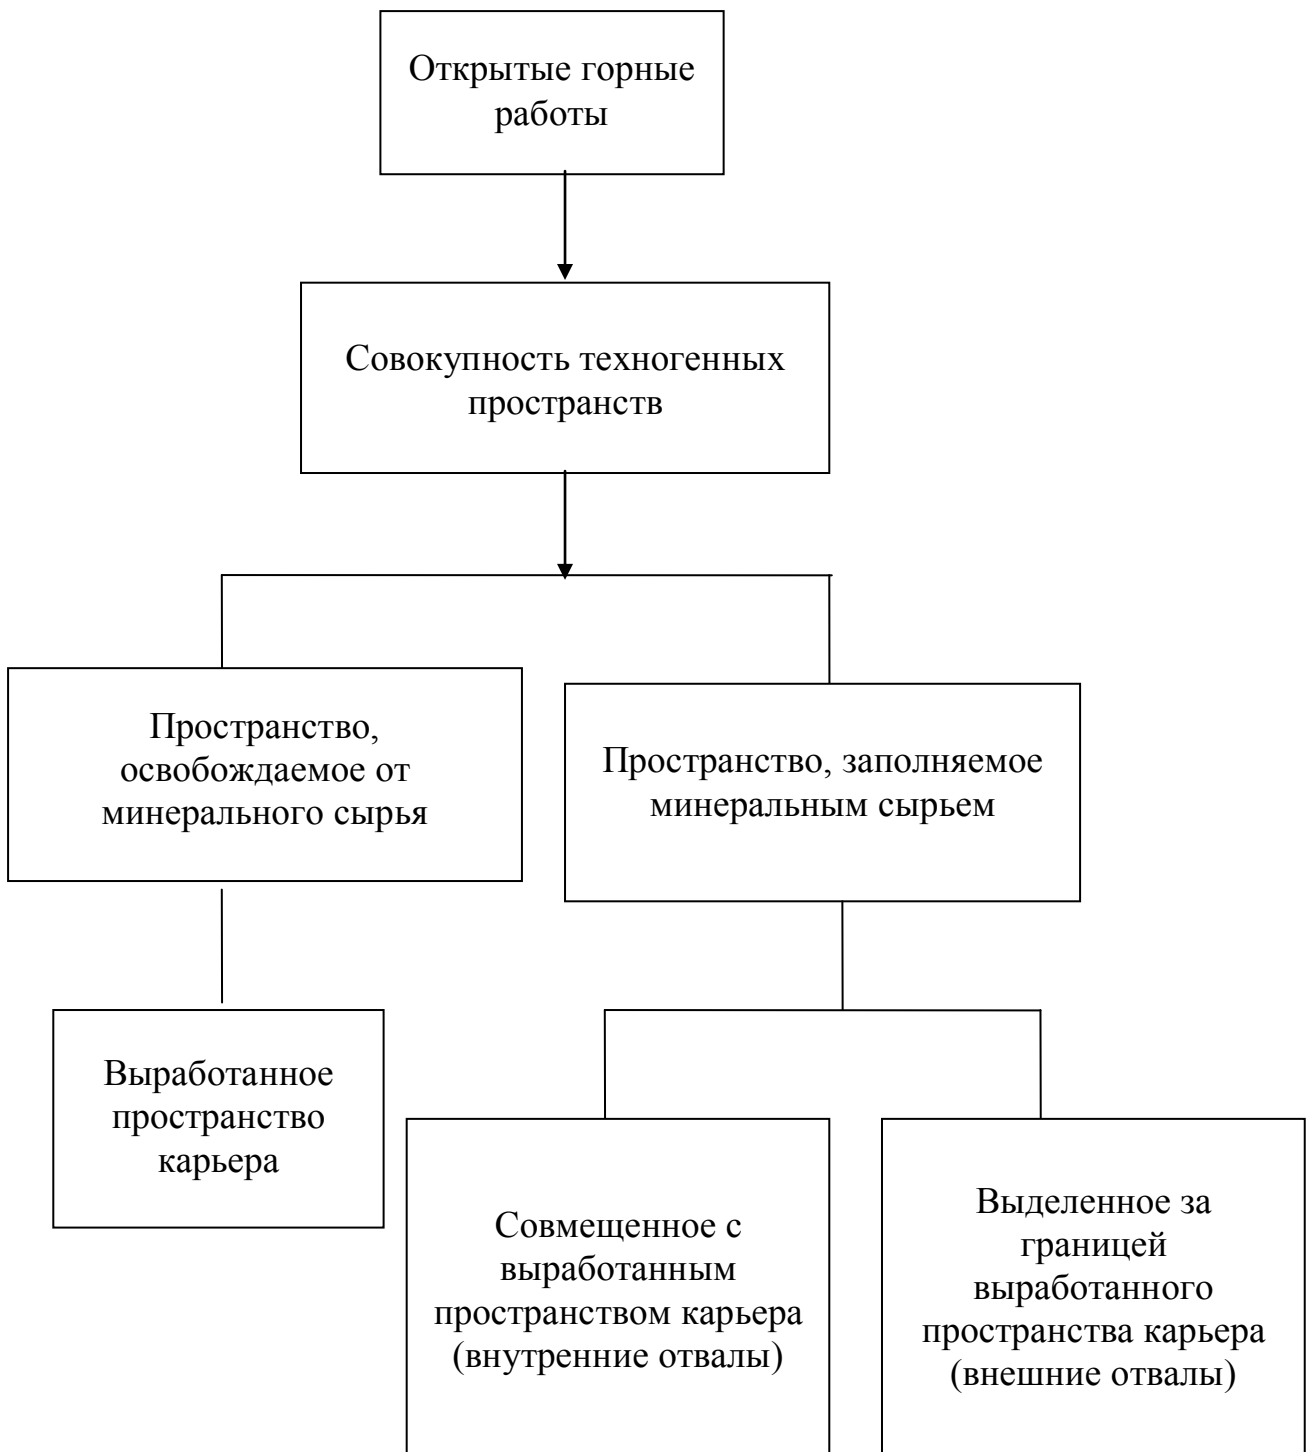 Открытые горные
работы
Совокупность техногенных
пространств
Пространство,
освобождаемое от
минерального сырья
Пространство, заполняемое
минеральным сырьем
Выработанное
пространство
карьера
Совмещенное с
выработанным
пространством карьера
(внутренние отвалы)
Выделенное за
границей
выработанного
пространства карьера
(внешние отвалы)